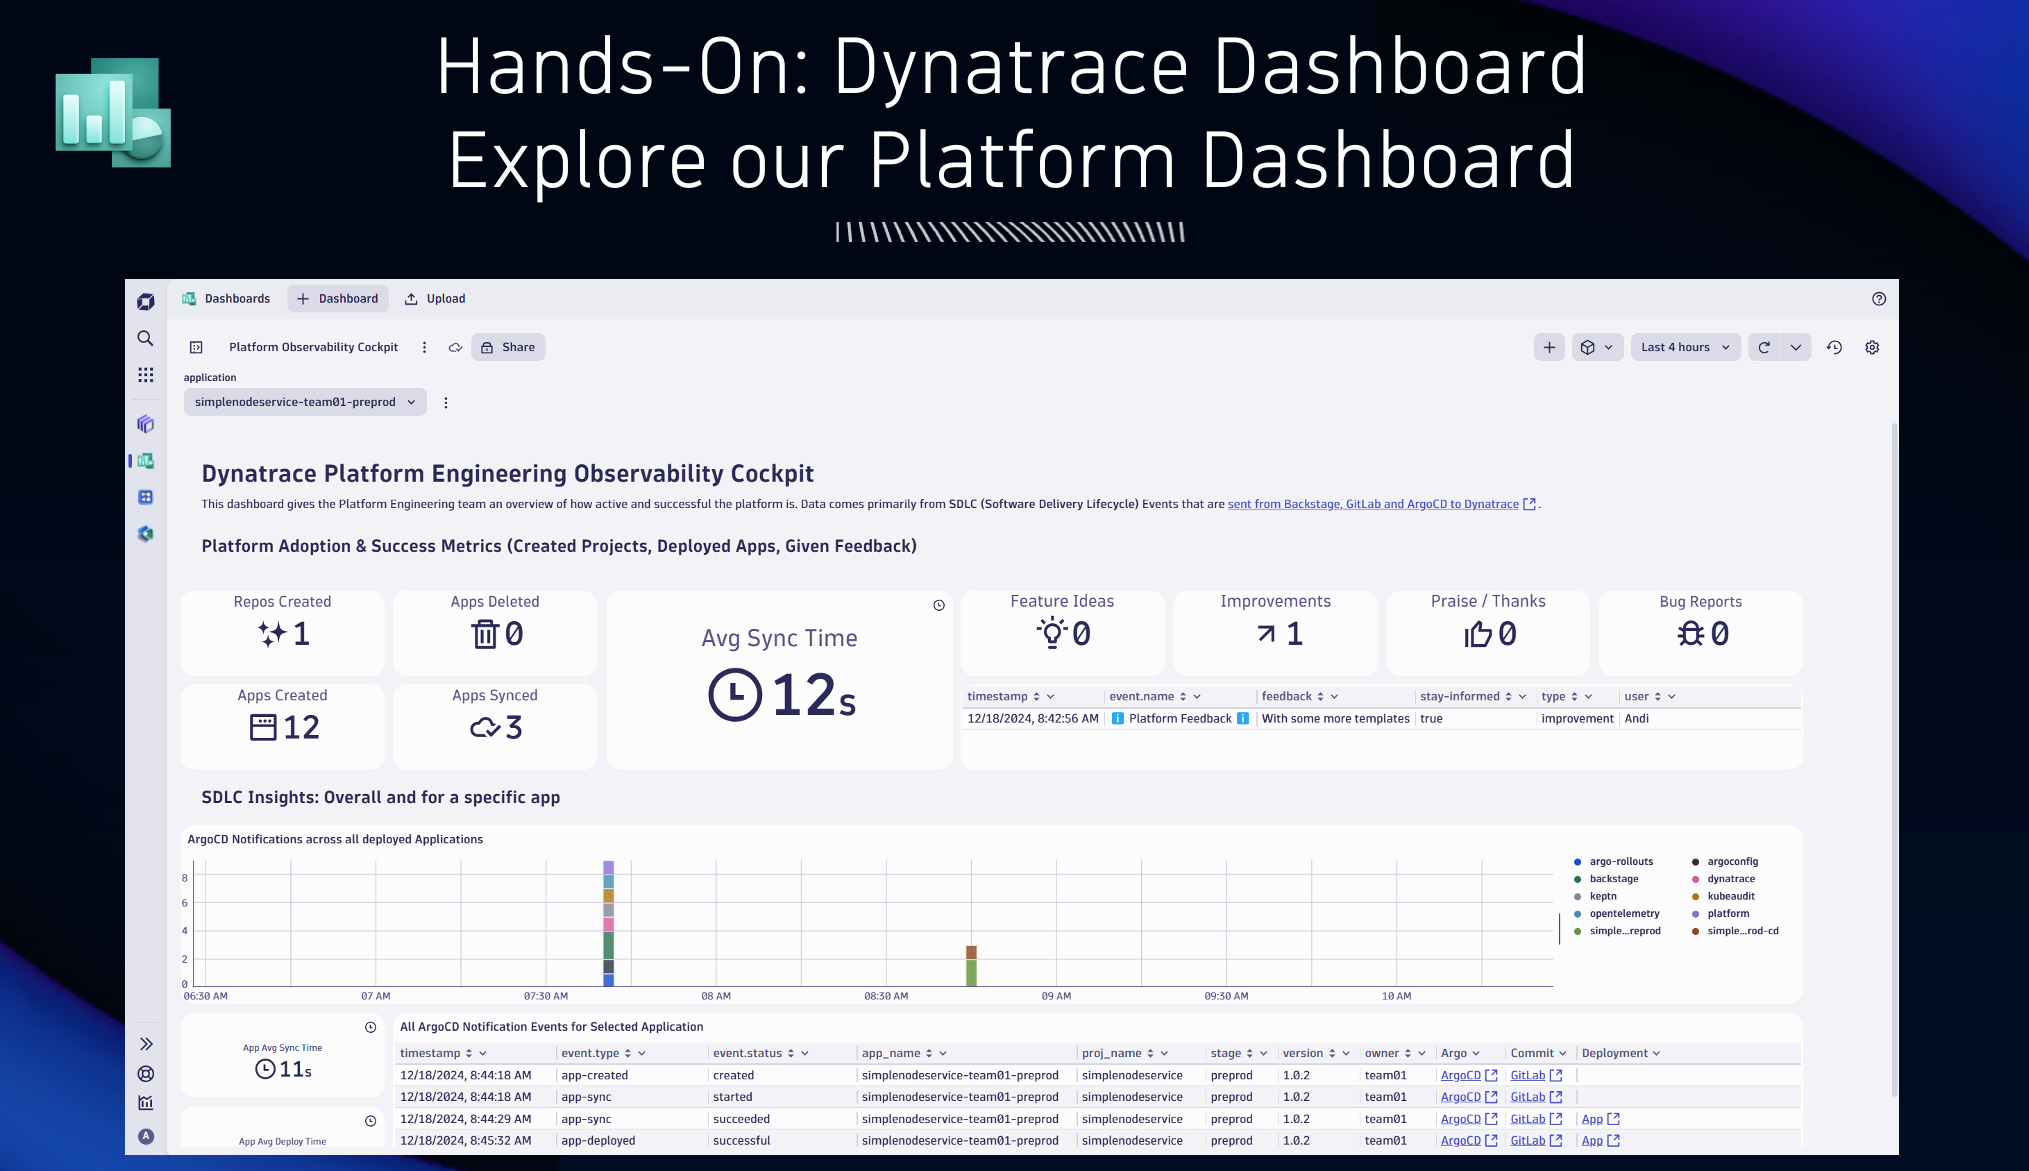 Hands-On: Dynatrace Dashboard
Explore our Platform Dashboard
Dashboards Dashboard Upload
Platform Observability Cockpit Share Last 4 hours
application
simplenodeservice-team01-preprod
Dynatrace Platform Engineering Observability Cockpit
This dashboard gives the Platform Engineering team an overview of how active and successful the platform is. Data comes primarily from SDLC (Software Delivery Lifecycle) Events that are sent from Backstage, GitLab and ArgoCD to Dynatrace.
Platform Adoption & Success Metrics (Created Projects, Deployed Apps, Given Feedback)
Repos Created
1
Apps Deleted
0
Apps Created
12
Apps Synced
3
Avg Sync Time
12s
Feature Ideas
0
Improvements
1
Praise / Thanks
0
Bug Reports
0
timestamp event.name feedback stay-informed type user
12/18/2024, 8:42:56 AM Platform Feedback With some more templates true improvement Andi
SDLC Insights: Overall and for a specific app
ArgoCD Notifications across all deployed Applications
8
6
4
2
0
06:30 AM 07 AM 07:30 AM 08 AM 08:30 AM 09 AM 09:30 AM 10 AM
argo-rollouts argoconfig
backstage dynatrace
keptn kubeaudit
opentelemetry platform
simple...reprod simple...rod-cd
App Avg Sync Time
11s
App Avg Deploy Time
All ArgoCD Notification Events for Selected Application
timestamp event.type event.status app_name proj_name stage version owner Argo Commit Deployment
12/18/2024, 8:44:18 AM app-created created simplenodeservice-team01-preprod simplenodeservice preprod 1.0.2 team01 ArgoCD GitLab
12/18/2024, 8:44:18 AM app-sync started simplenodeservice-team01-preprod simplenodeservice preprod 1.0.2 team01 ArgoCD GitLab
12/18/2024, 8:44:29 AM app-sync succeeded simplenodeservice-team01-preprod simplenodeservice preprod 1.0.2 team01 ArgoCD GitLab App
12/18/2024, 8:45:32 AM app-deployed successful simplenodeservice-team01-preprod simplenodeservice preprod 1.0.2 team01 ArgoCD GitLab App
A